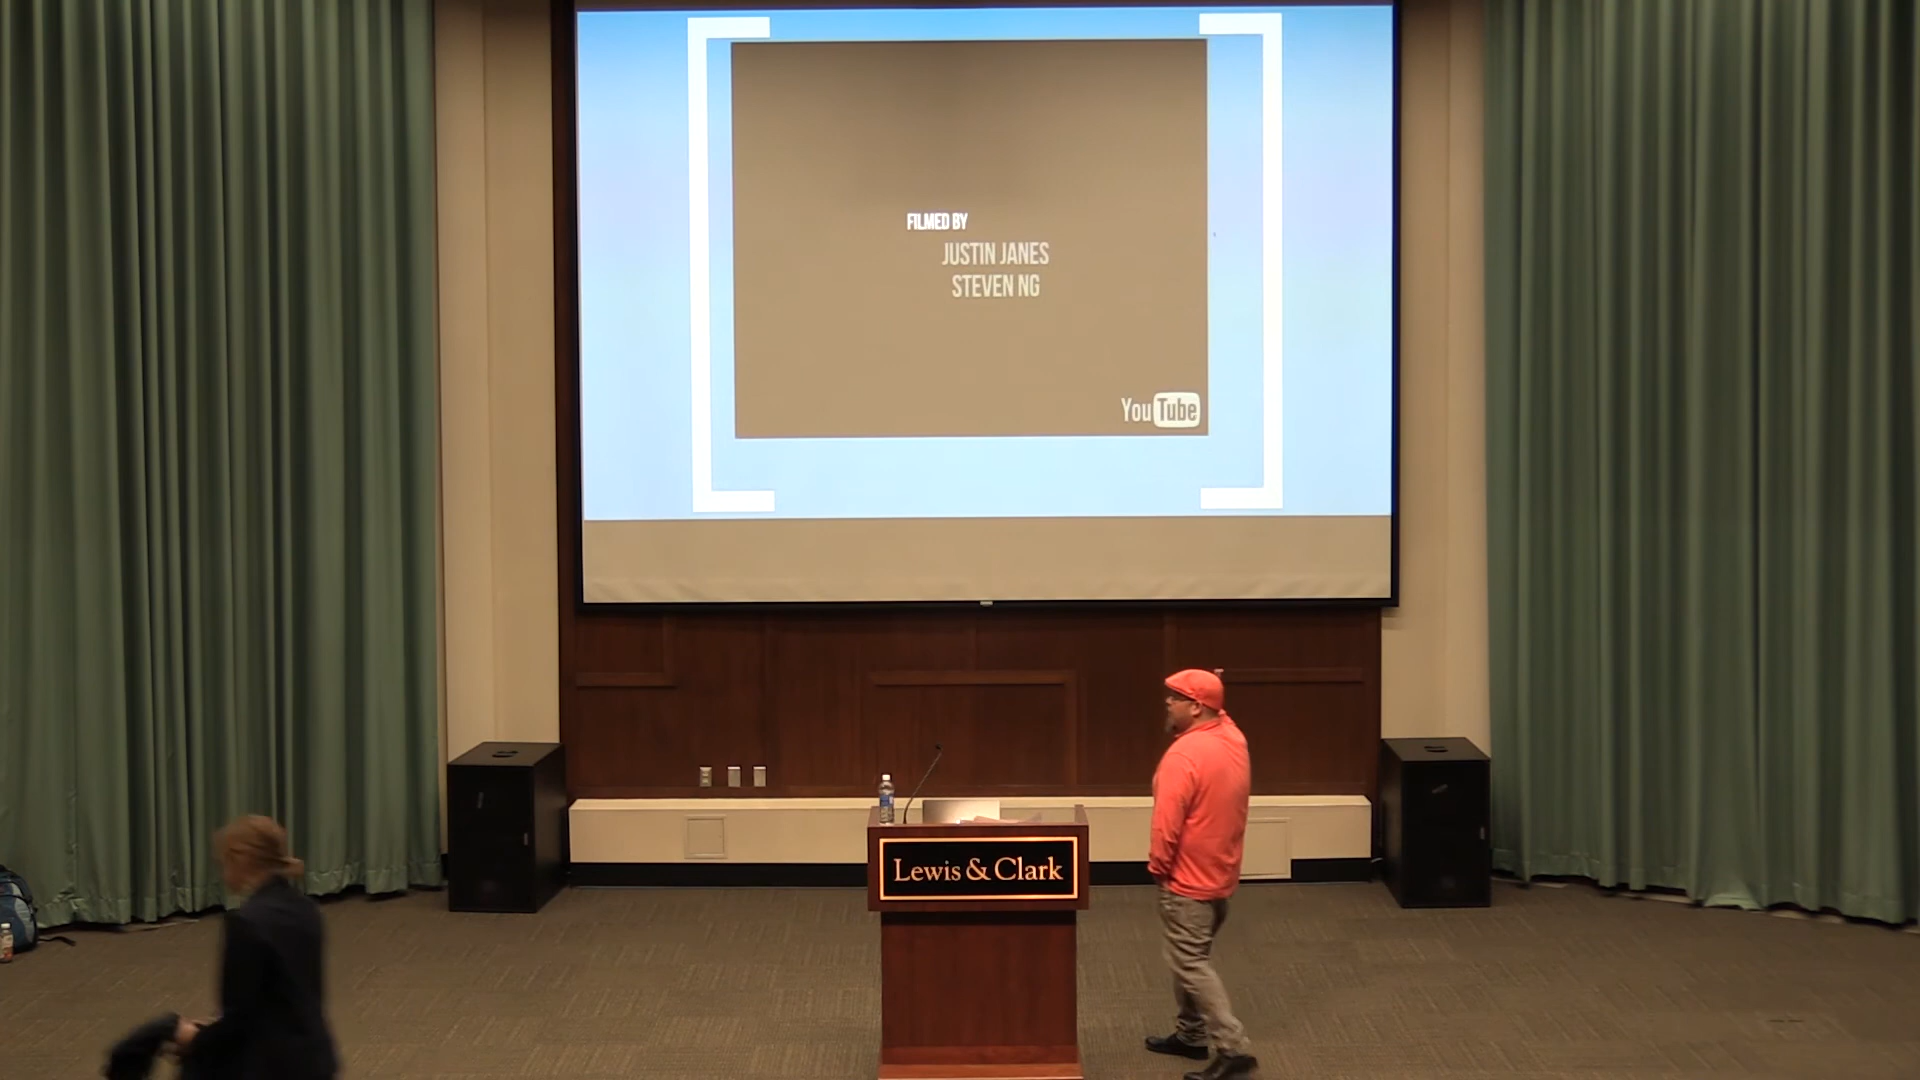 FILMED BY
JUSTIN JANES
STEVEN NG
YouTube
Lewis & Clark